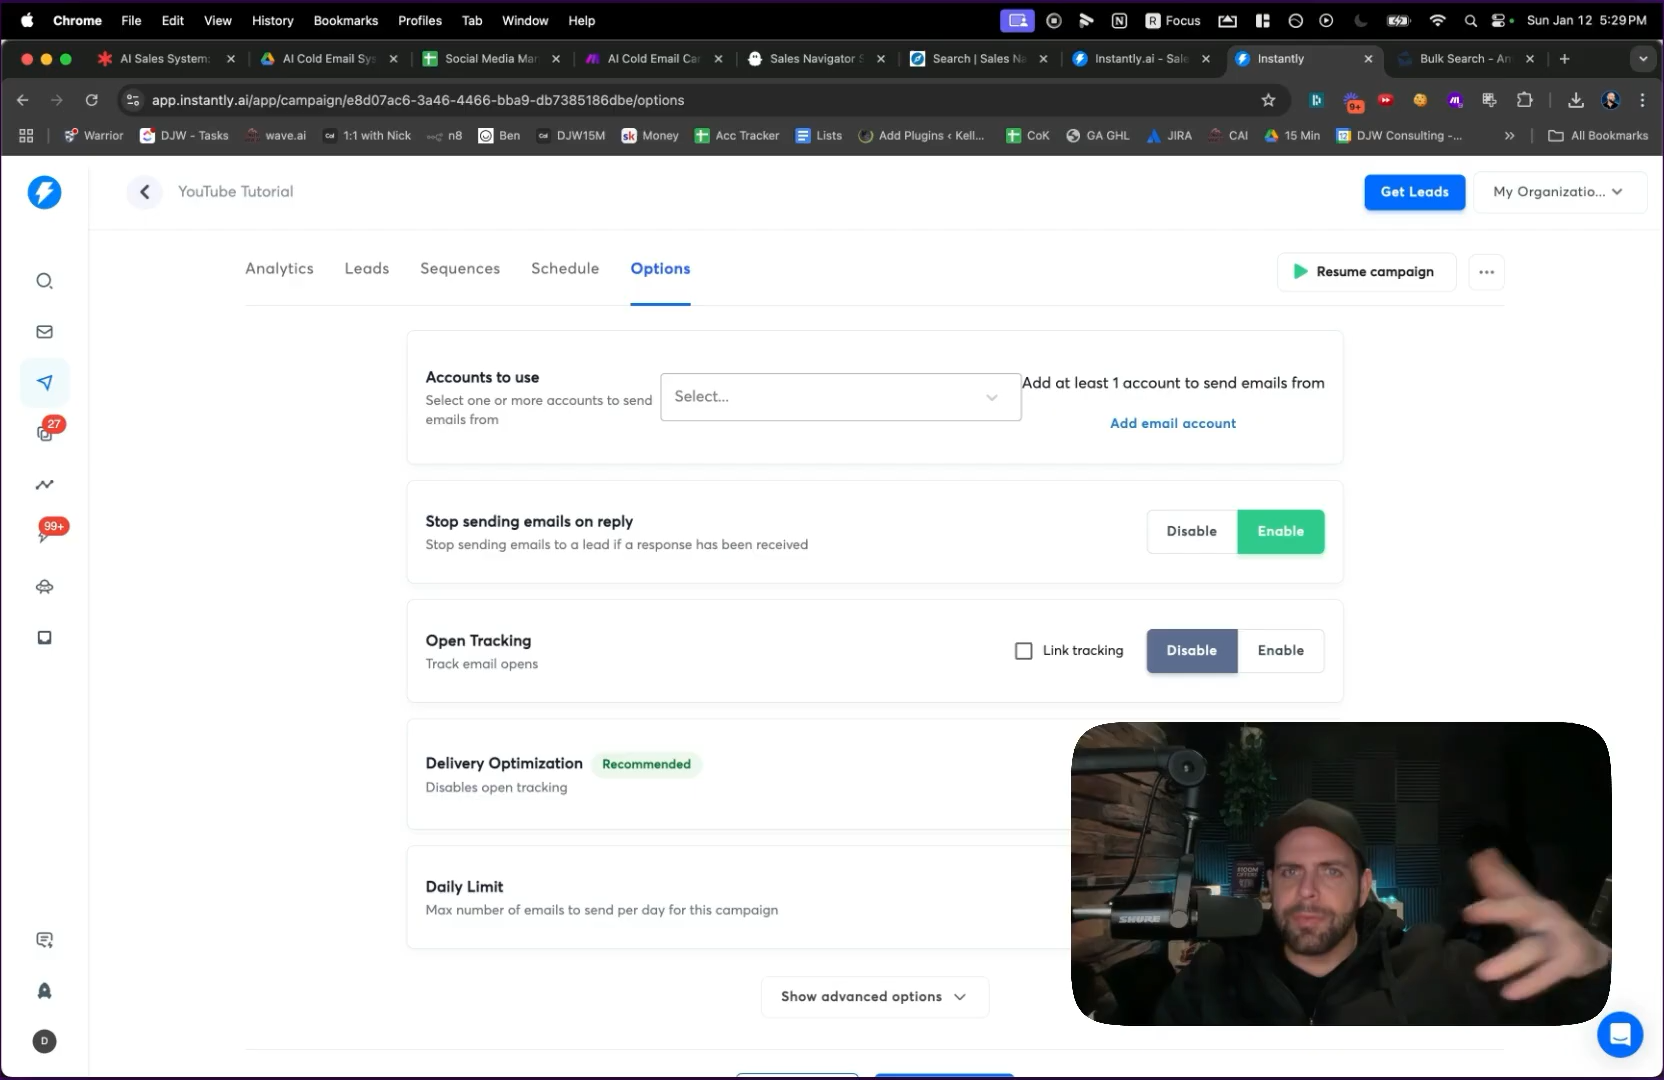 Chrome File Edit View History Bookmarks Profiles Tab Window Help
Focus
Sun Jan 12 5:29 PM
AI Sales System:
AI Cold Email Sys
Social Media Mar
AI Cold Email Car
Sales Navigator S
Search | Sales Na
Instantly.ai - Sale
Instantly
Bulk Search - An
app.instantly.ai/app/campaign/e8d07ac6-3a46-4466-bba9-db7385186dbe/options
9+
Warrior
DJW - Tasks
wave.ai
1:1 with Nick
n8
Ben
DJW15M
Money
Acc Tracker
Lists
Add Plugins ‹ Kell...
CoK
GA GHL
JIRA
CAI
15 Min
DJW Consulting -...
All Bookmarks
YouTube Tutorial
Get Leads
My Organizatio...
Analytics
Leads
Sequences
Schedule
Options
Resume campaign
27
99+
Accounts to use
Select one or more accounts to send
emails from
Select...
Add at least 1 account to send emails from
Add email account
Stop sending emails on reply
Stop sending emails to a lead if a response has been received
Disable
Enable
Open Tracking
Track email opens
Link tracking
Disable
Enable
Delivery Optimization
Recommended
Disables open tracking
Daily Limit
Max number of emails to send per day for this campaign
Show advanced options
SHURE
D